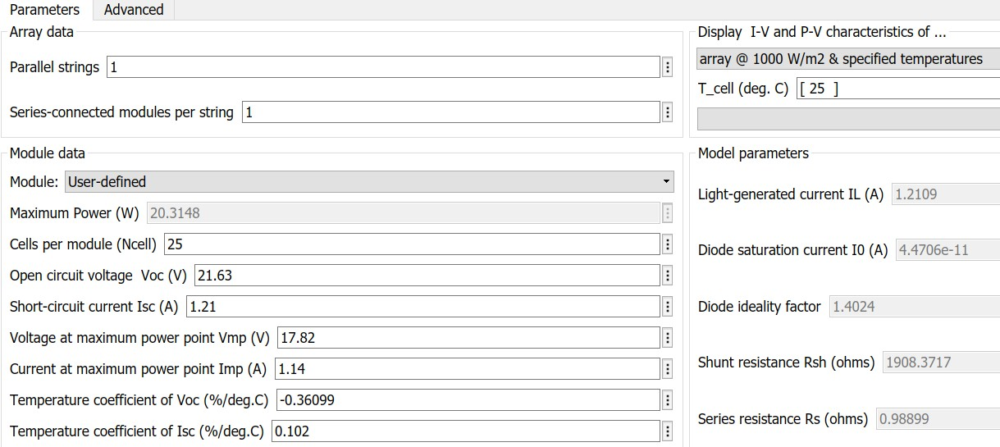 Parameters Advanced
Array data
Parallel strings 1
Series-connected modules per string 1
Display I-V and P-V characteristics of ...
array @ 1000 W/m2 & specified temperatures
T_cell (deg. C) [ 25 ]
Module data
Module: User-defined
Maximum Power (W) 20.3148
Cells per module (Ncell) 25
Open circuit voltage Voc (V) 21.63
Short-circuit current Isc (A) 1.21
Voltage at maximum power point Vmp (V) 17.82
Current at maximum power point Imp (A) 1.14
Temperature coefficient of Voc (%/deg.C) -0.36099
Temperature coefficient of Isc (%/deg.C) 0.102
Model parameters
Light-generated current IL (A) 1.2109
Diode saturation current I0 (A) 4.4706e-11
Diode ideality factor 1.4024
Shunt resistance Rsh (ohms) 1908.3717
Series resistance Rs (ohms) 0.98899